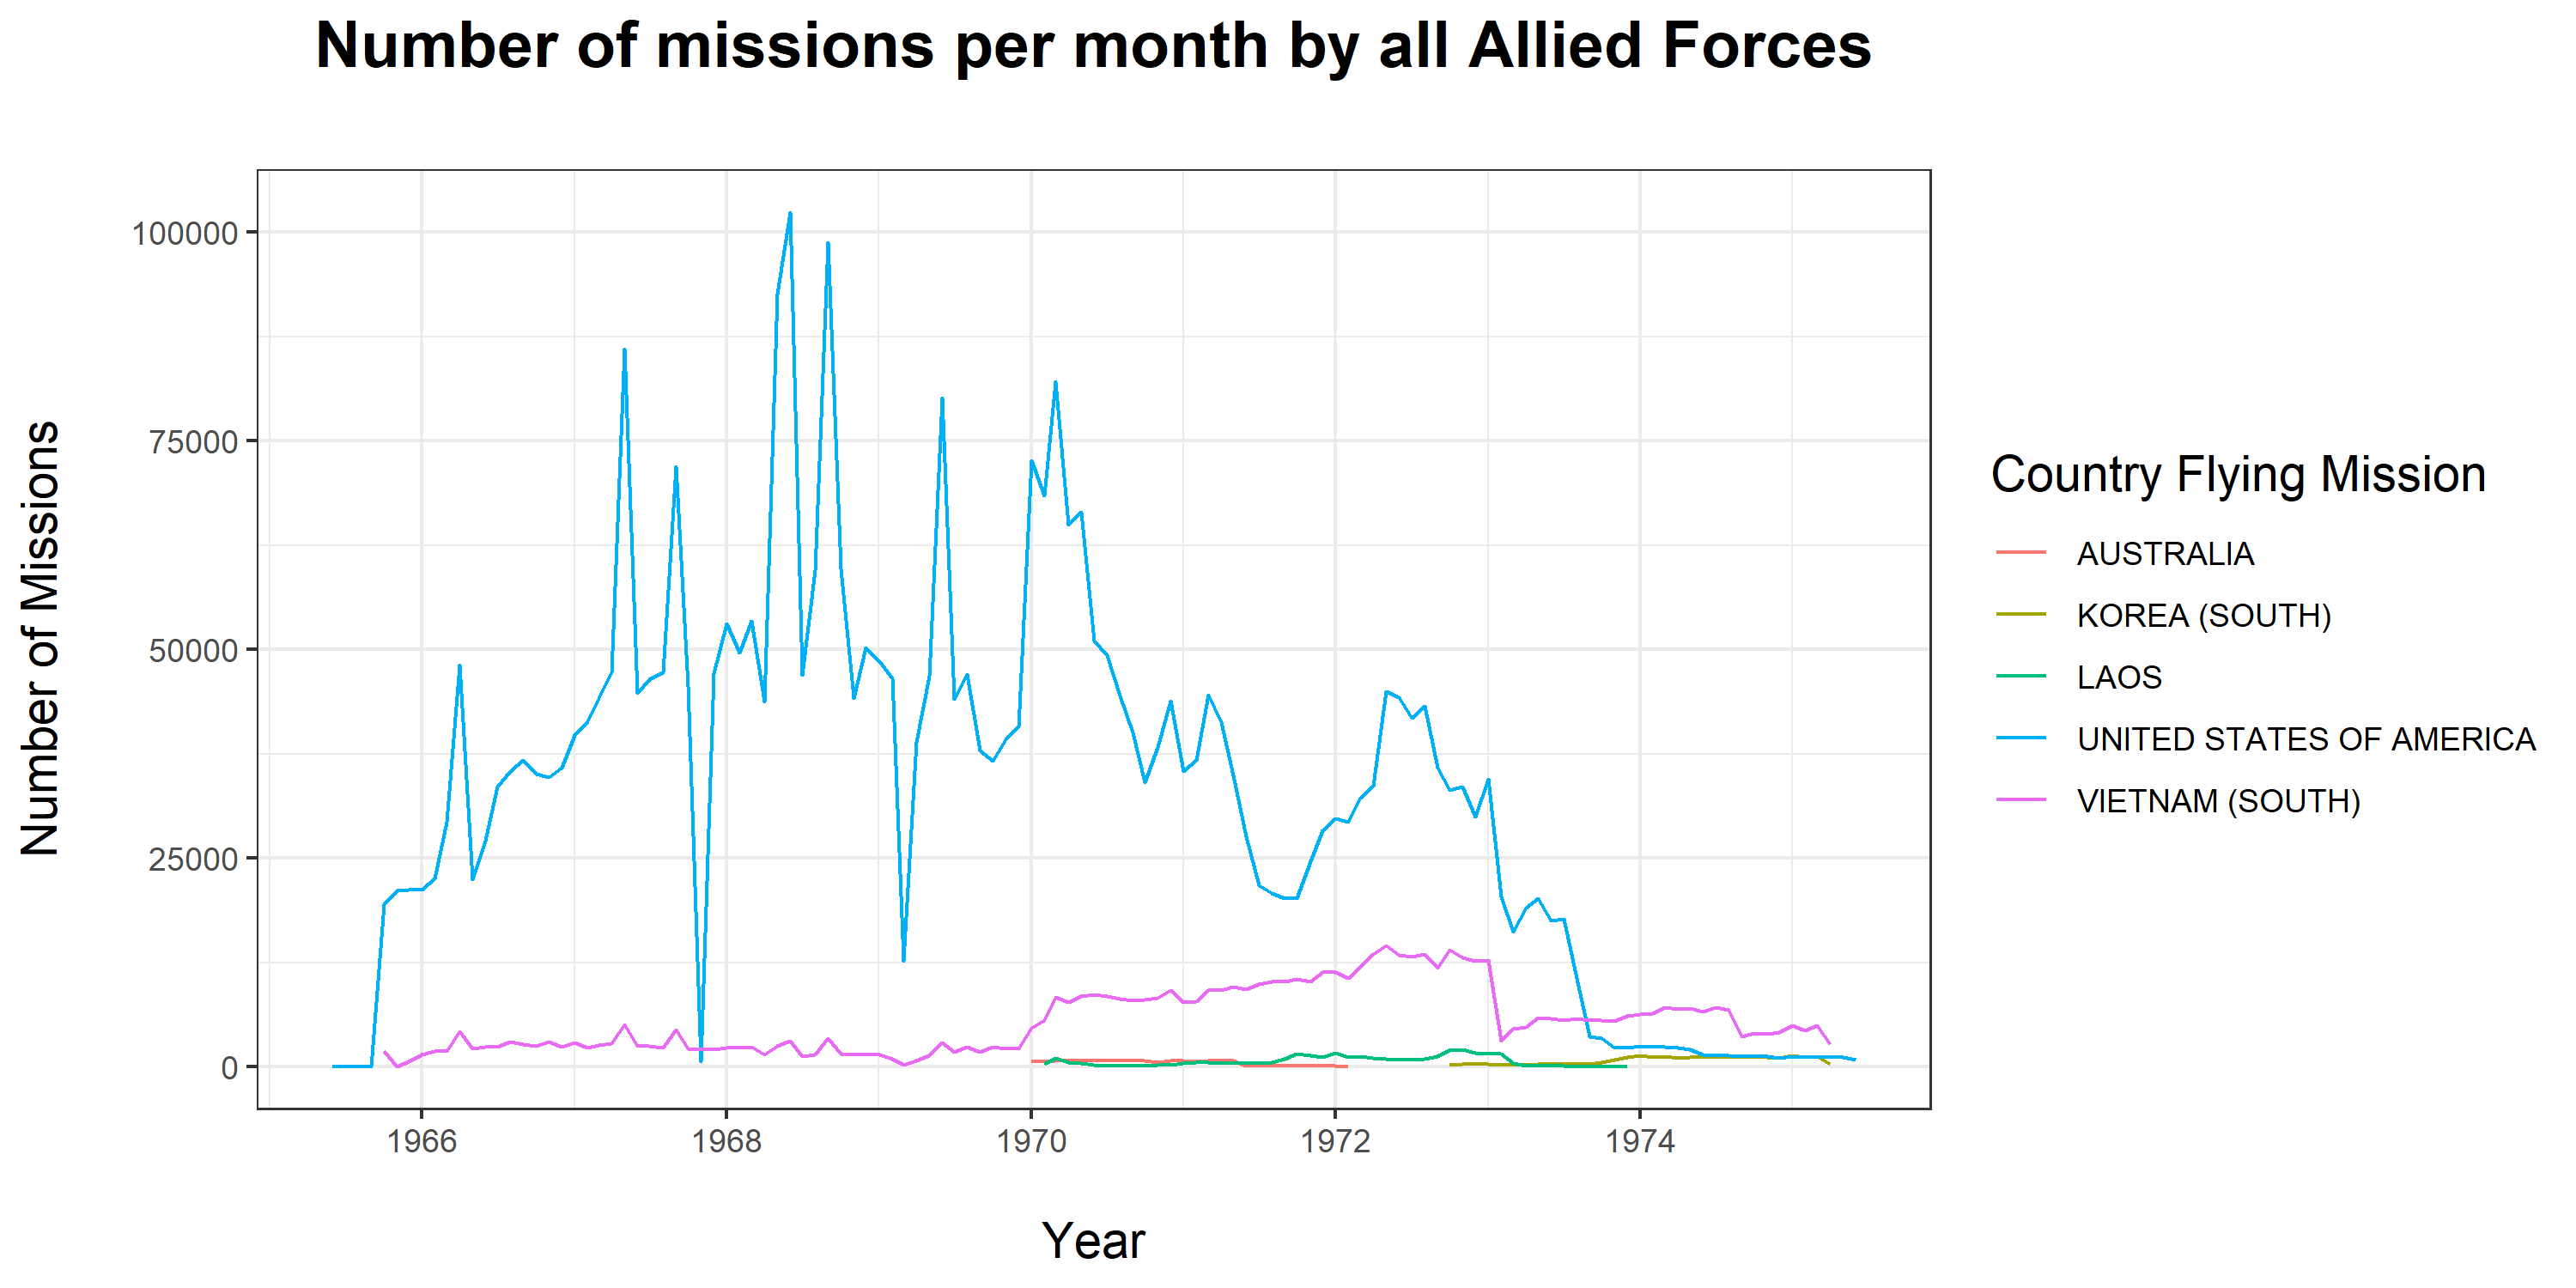 Number of missions per month by all Allied Forces
Number of Missions
100000
75000
50000
25000
0
1966
1968
1970
1972
1974
Year
Country Flying Mission
AUSTRALIA
KOREA (SOUTH)
LAOS
UNITED STATES OF AMERICA
VIETNAM (SOUTH)